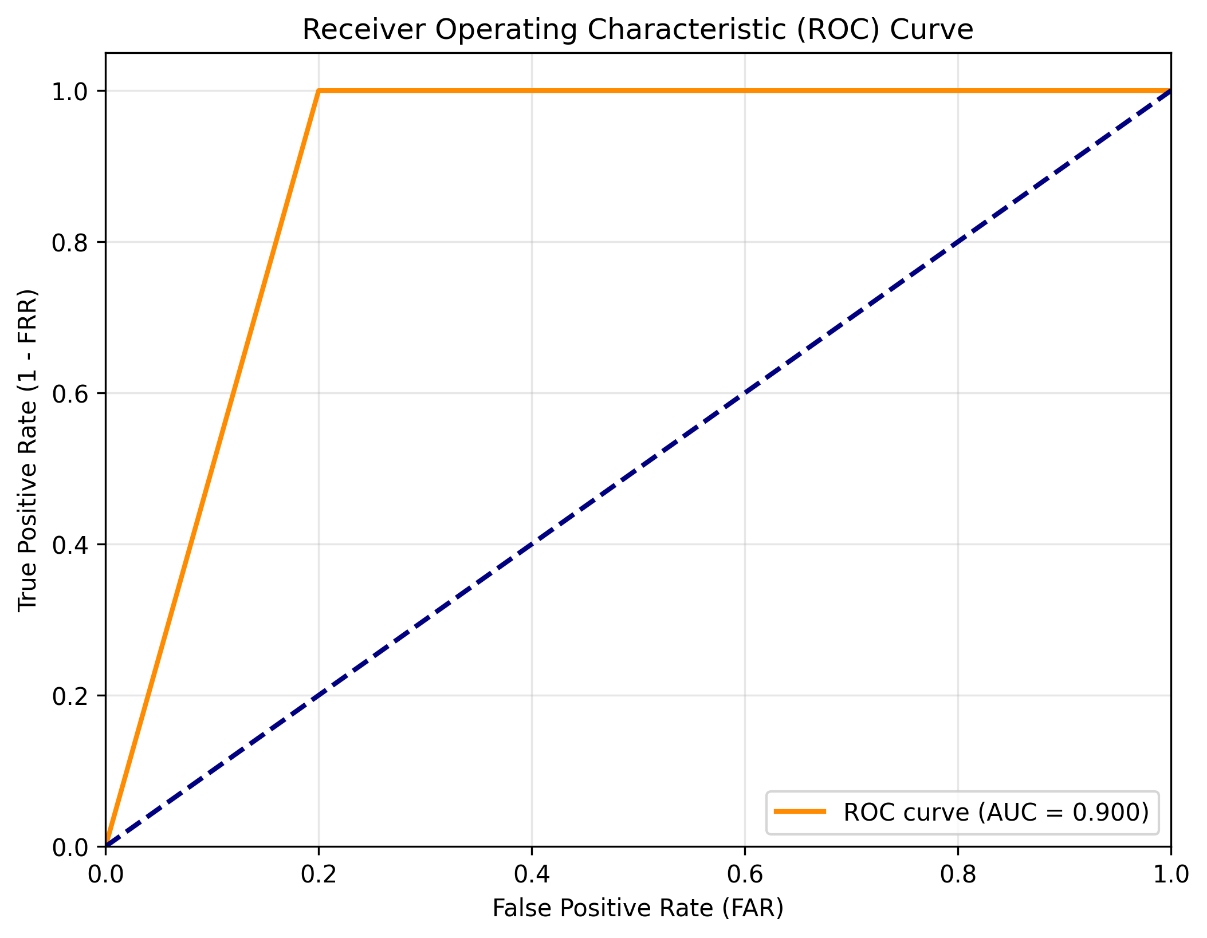 Receiver Operating Characteristic (ROC) Curve
True Positive Rate (1 - FRR)
1.0
0.8
0.6
0.4
0.2
0.0
0.0 0.2 0.4 0.6 0.8 1.0
False Positive Rate (FAR)
ROC curve (AUC = 0.900)